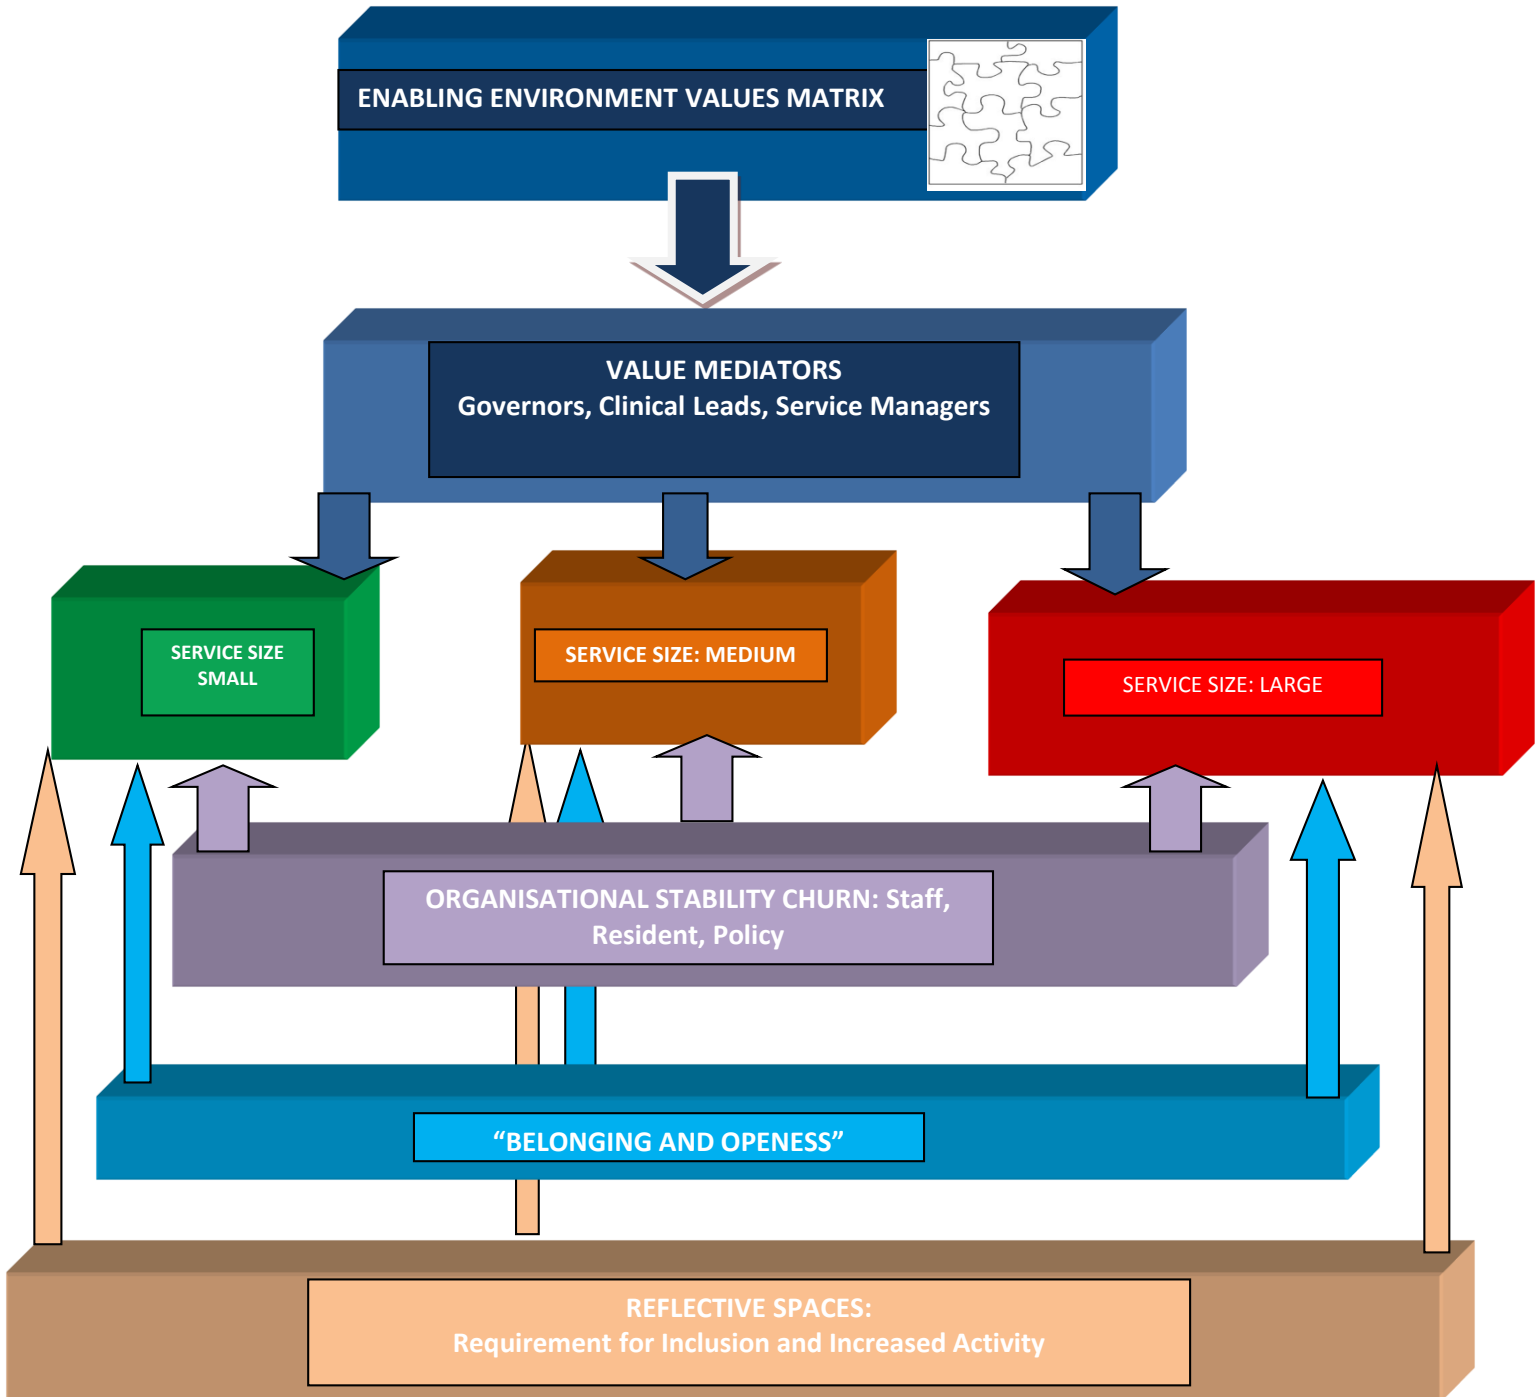 ENABLING ENVIRONMENT VALUES MATRIX
VALUE MEDIATORS
Governors, Clinical Leads, Service Managers
SERVICE SIZE
SMALL
SERVICE SIZE: MEDIUM
SERVICE SIZE: LARGE
ORGANISATIONAL STABILITY CHURN: Staff,
Resident, Policy
“BELONGING AND OPENESS”
REFLECTIVE SPACES:
Requirement for Inclusion and Increased Activity